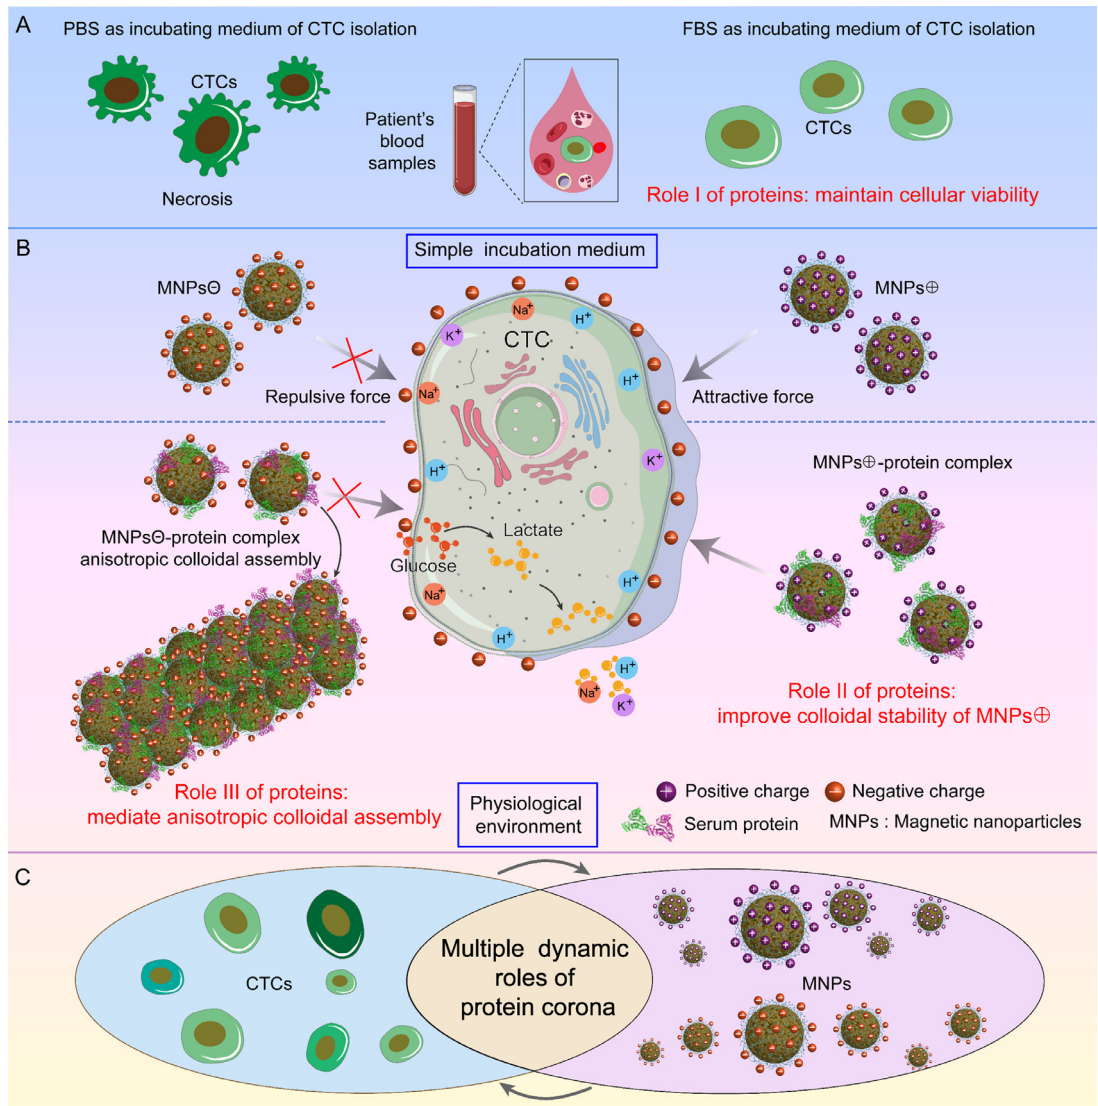 A
PBS as incubating medium of CTC isolation
FBS as incubating medium of CTC isolation
CTCs
Necrosis
Patient's
blood
samples
CTCs
Role I of proteins: maintain cellular viability
B
Simple incubation medium
MNPs⊖
MNPs⊕
Repulsive force
Attractive force
CTC
Na⁺
H⁺
K⁺
H⁺
Na⁺
K⁺
H⁺
MNPs⊖-protein complex
anisotropic colloidal assembly
MNPs⊕-protein complex
Glucose
Lactate
Na⁺
H⁺
H⁺
H⁺
Na⁺
K⁺
Role II of proteins:
improve colloidal stability of MNPs⊕
Role III of proteins:
mediate anisotropic colloidal assembly
Physiological
environment
Positive charge
Negative charge
Serum protein
MNPs : Magnetic nanoparticles
C
CTCs
Multiple dynamic
roles of
protein corona
MNPs